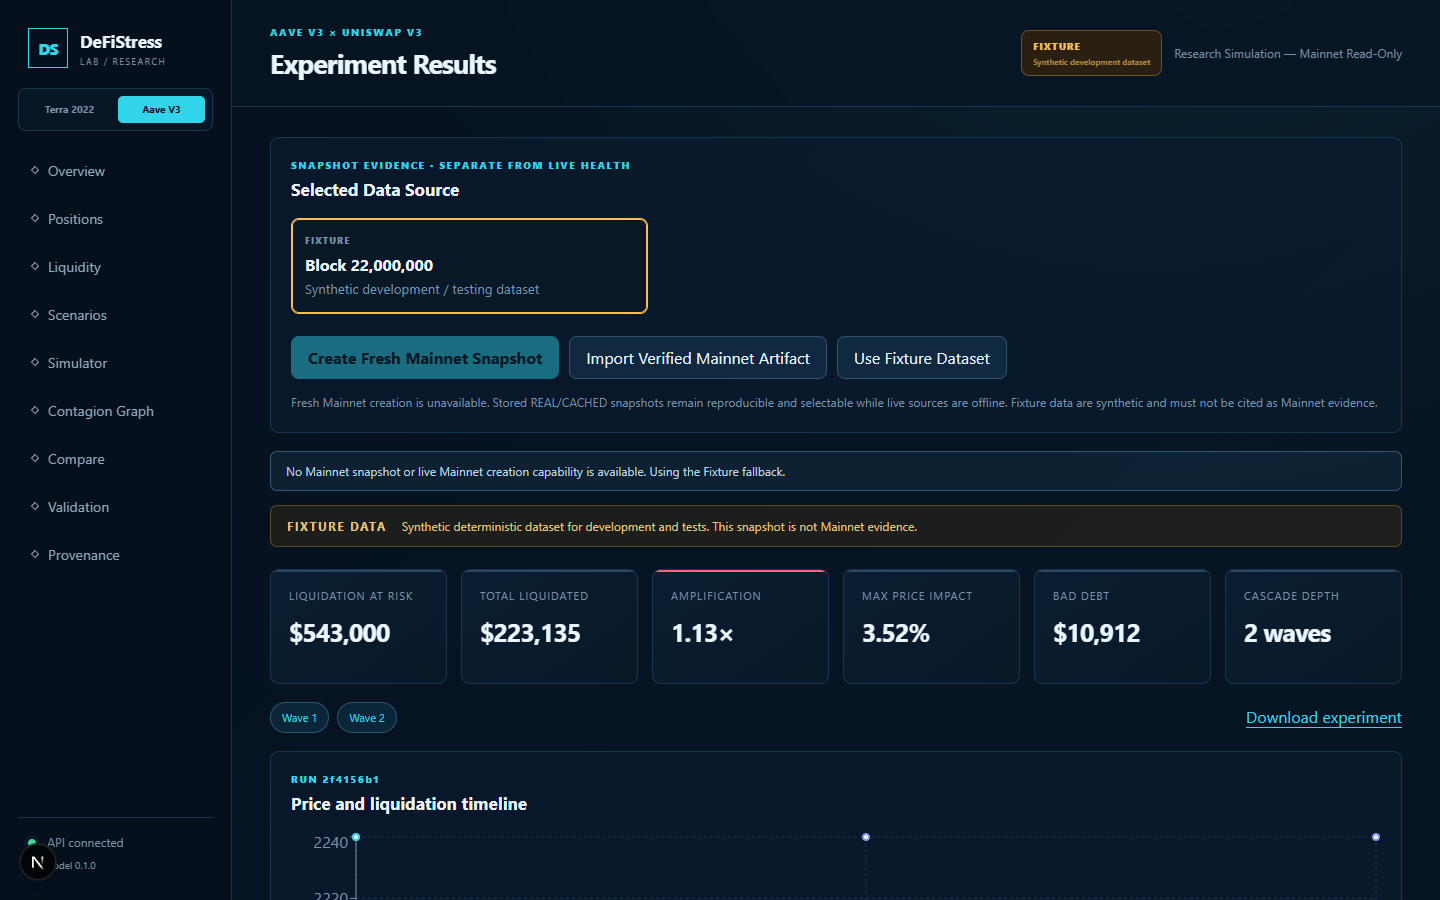 DS
DeFiStress
LAB / RESEARCH
Terra 2022
Aave V3
Overview
Positions
Liquidity
Scenarios
Simulator
Contagion Graph
Compare
Validation
Provenance
API connected
odel 0.1.0
N
AAVE V3 × UNISWAP V3
Experiment Results
FIXTURE
Synthetic development dataset
Research Simulation — Mainnet Read-Only
SNAPSHOT EVIDENCE · SEPARATE FROM LIVE HEALTH
Selected Data Source
FIXTURE
Block 22,000,000
Synthetic development / testing dataset
Create Fresh Mainnet Snapshot
Import Verified Mainnet Artifact
Use Fixture Dataset
Fresh Mainnet creation is unavailable. Stored REAL/CACHED snapshots remain reproducible and selectable while live sources are offline. Fixture data are synthetic and must not be cited as Mainnet evidence.
No Mainnet snapshot or live Mainnet creation capability is available. Using the Fixture fallback.
FIXTURE DATA Synthetic deterministic dataset for development and tests. This snapshot is not Mainnet evidence.
LIQUIDATION AT RISK
$543,000
TOTAL LIQUIDATED
$223,135
AMPLIFICATION
1.13×
MAX PRICE IMPACT
3.52%
BAD DEBT
$10,912
CASCADE DEPTH
2 waves
Wave 1
Wave 2
Download experiment
RUN 2f4156b1
Price and liquidation timeline
2240
2220